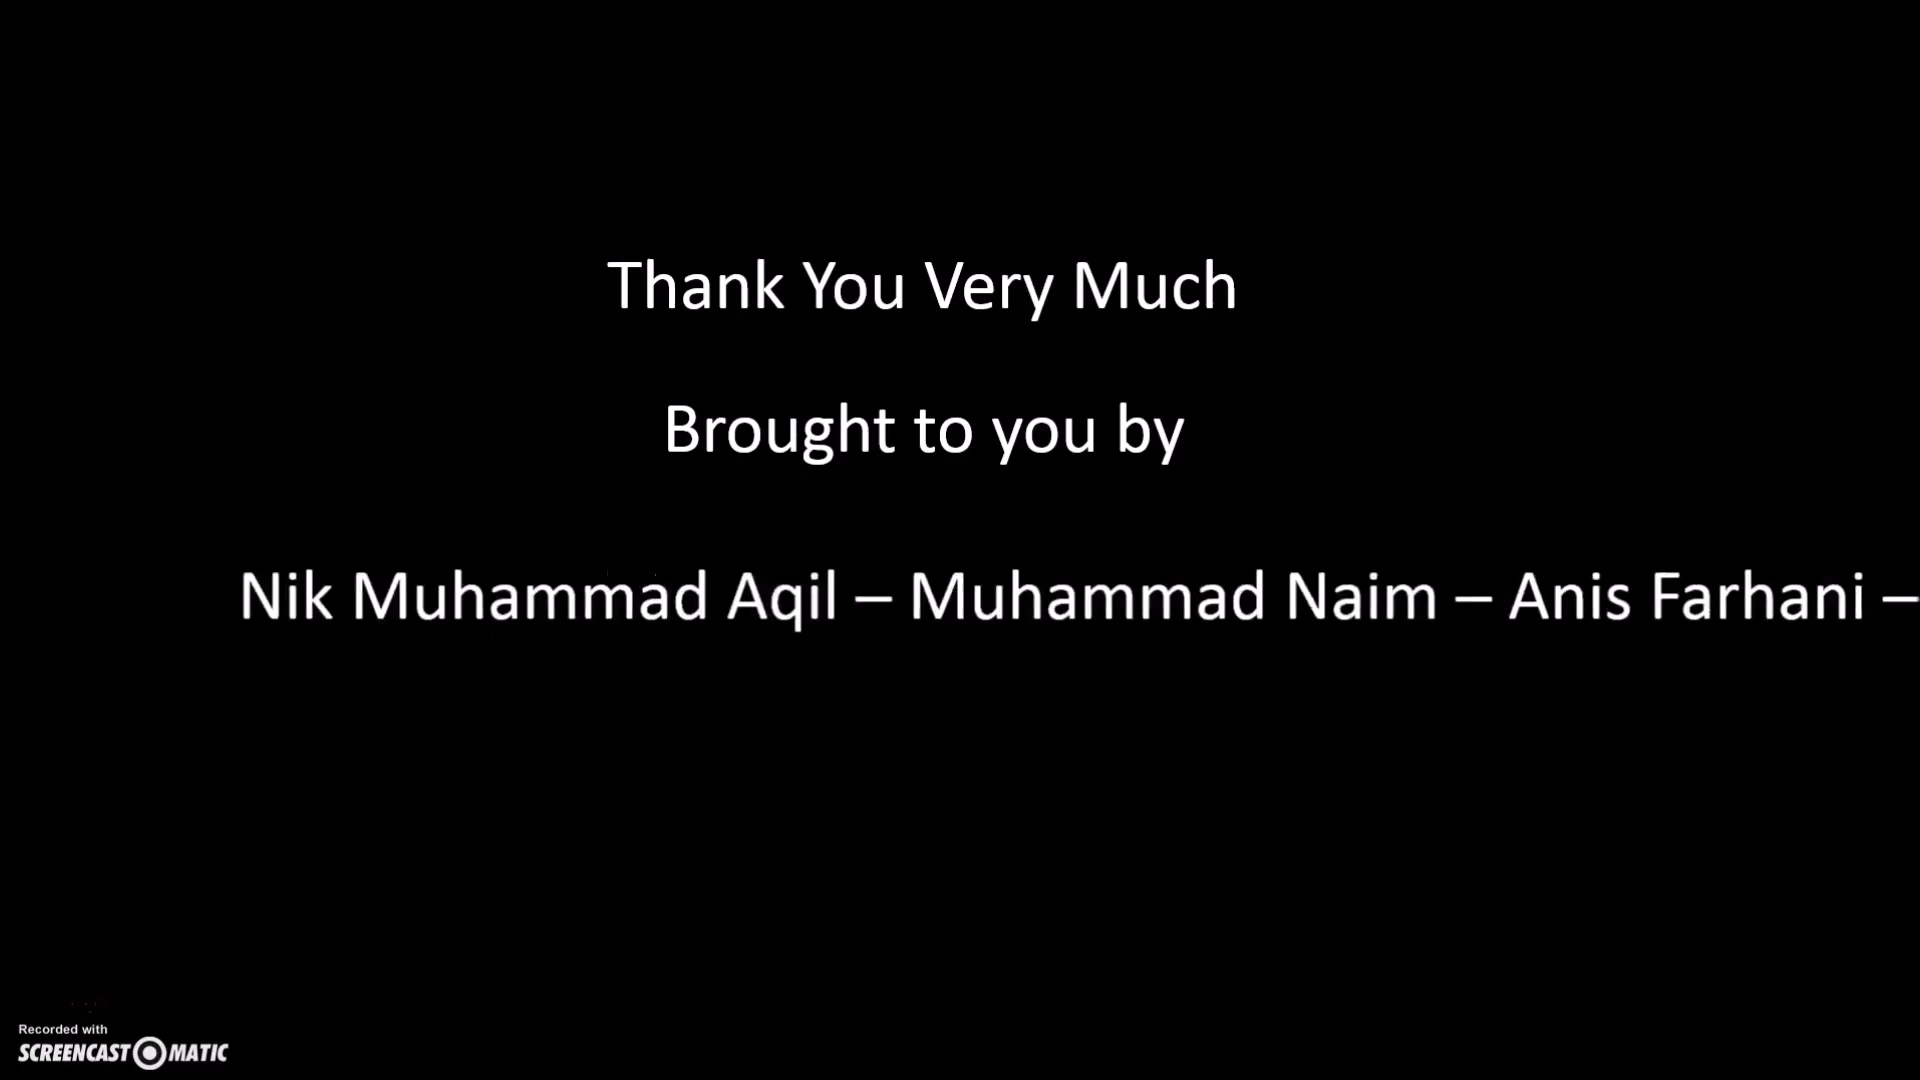 Thank You Very Much
Brought to you by
Nik Muhammad Aqil – Muhammad Naim – Anis Farhani –
Recorded with
SCREENCAST O MATIC